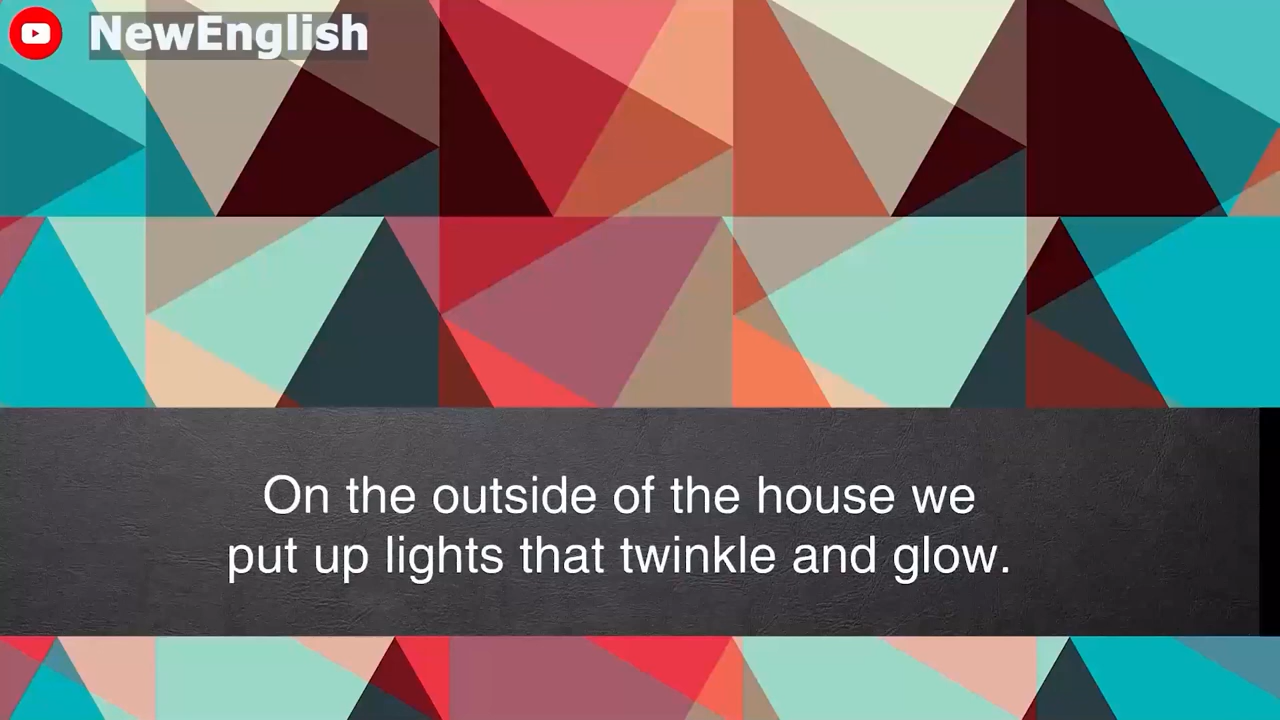 NewEnglish
On the outside of the house we
put up lights that twinkle and glow.